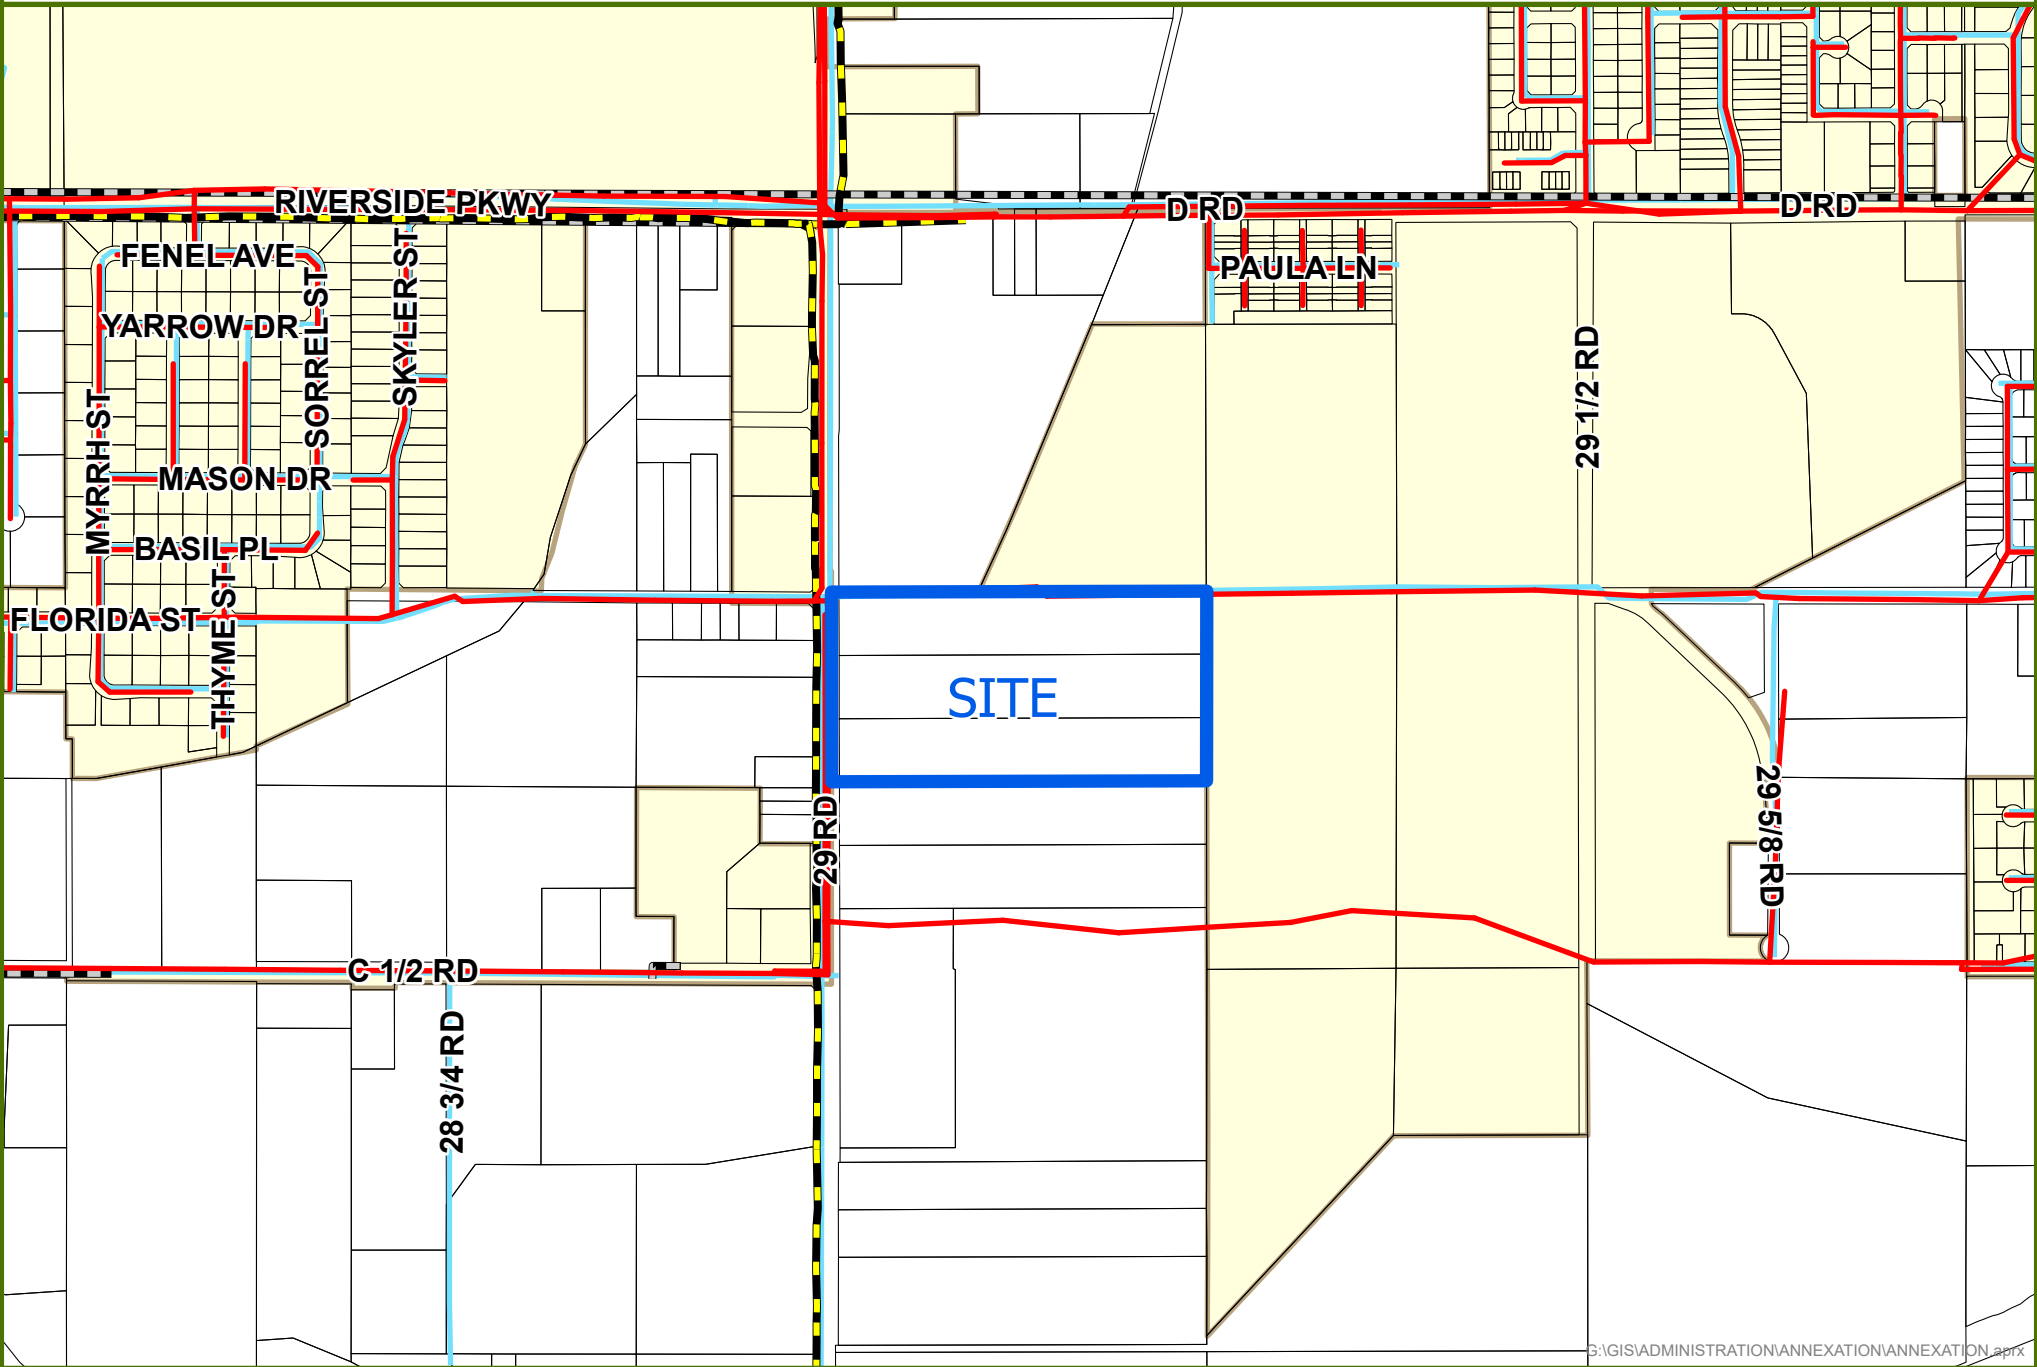 RIVERSIDE PKWY
D RD
D RD
FENEL AVE
PAULA LN
YARROW DR
SORREL ST
SKYLER ST
29 1/2 RD
MYRRH ST
MASON DR
BASIL PL
THYME ST
FLORIDA ST
SITE
29 RD
29 5/8 RD
C 1/2 RD
28 3/4 RD
G:\GIS\ADMINISTRATION\ANNEXATION\ANNEXATION.aprx